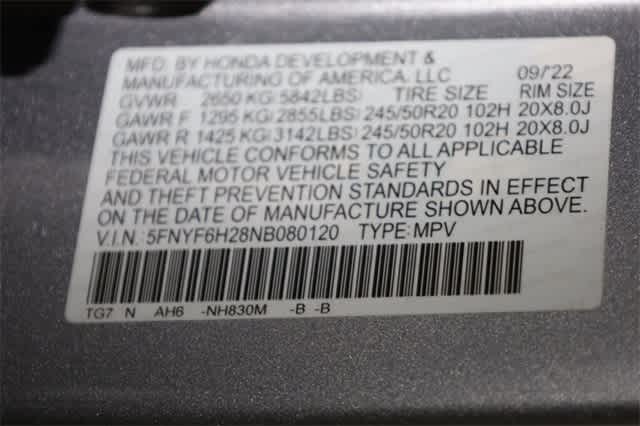 MFD. BY HONDA DEVELOPMENT &
MANUFACTURING OF AMERICA, LLC 09/'22
GVWR 2650 KG(5842LBS) TIRE SIZE RIM SIZE
GAWR F 1295 KG(2855LBS) 245/50R20 102H 20X8.0J
GAWR R 1425 KG(3142LBS) 245/50R20 102H 20X8.0J
THIS VEHICLE CONFORMS TO ALL APPLICABLE
FEDERAL MOTOR VEHICLE SAFETY
AND THEFT PREVENTION STANDARDS IN EFFECT
ON THE DATE OF MANUFACTURE SHOWN ABOVE.
V.I.N.: 5FNYF6H28NB080120 TYPE: MPV
TG7 N AH6 -NH830M -B -B